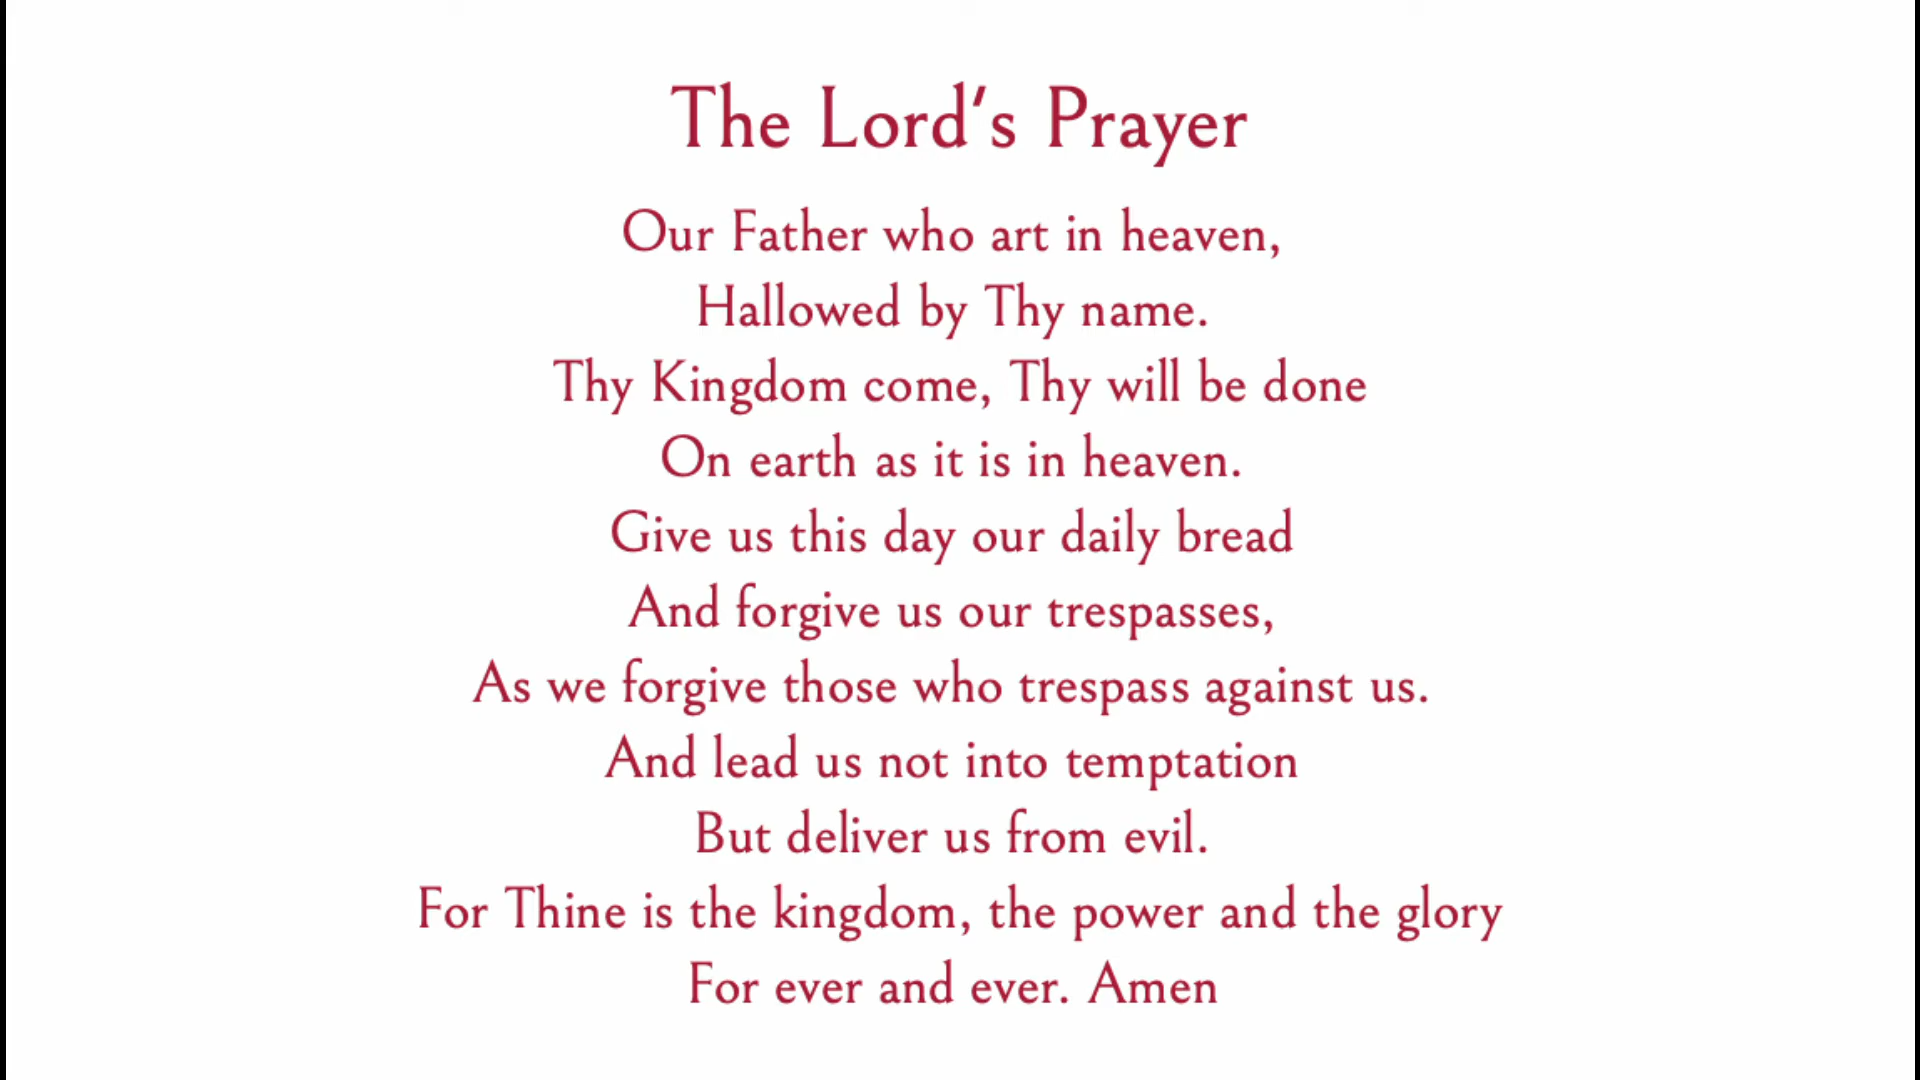 The Lord's Prayer
Our Father who art in heaven,
Hallowed by Thy name.
Thy Kingdom come, Thy will be done
On earth as it is in heaven.
Give us this day our daily bread
And forgive us our trespasses,
As we forgive those who trespass against us.
And lead us not into temptation
But deliver us from evil.
For Thine is the kingdom, the power and the glory
For ever and ever. Amen